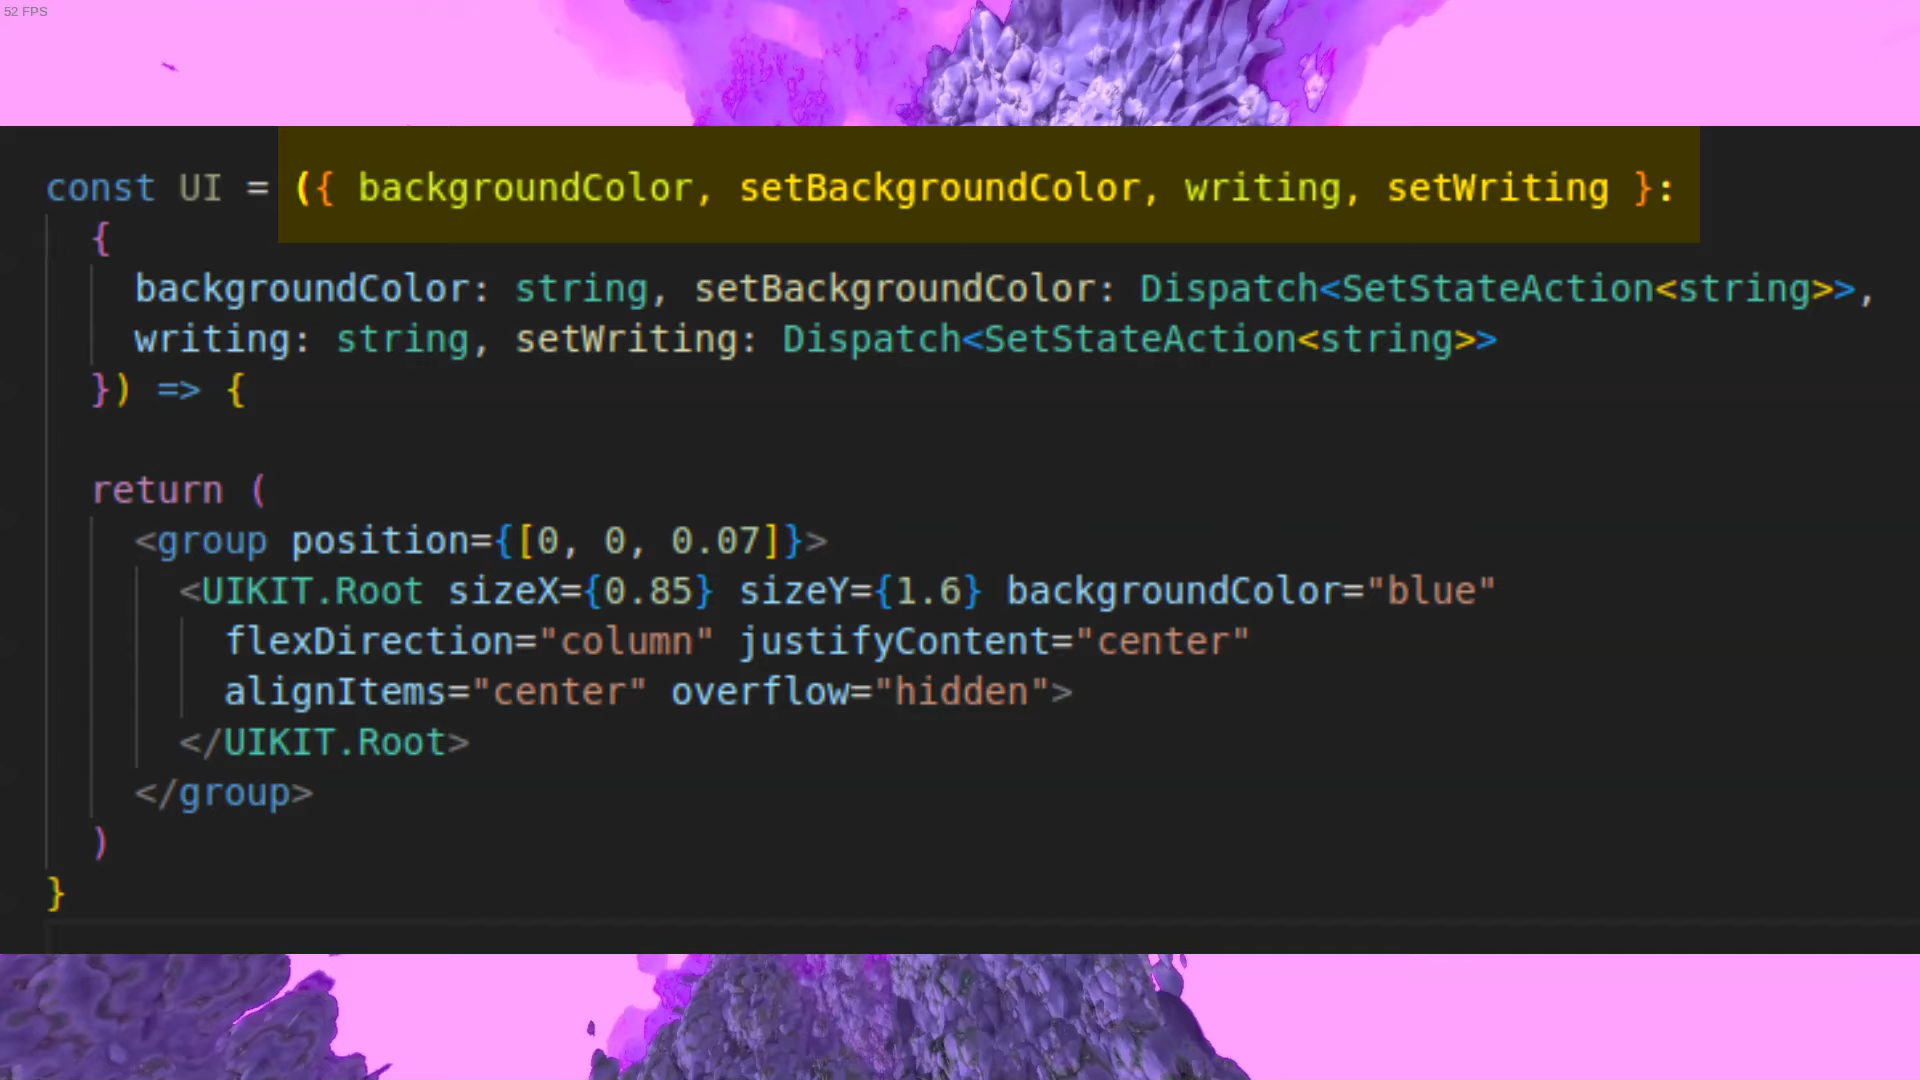 52 FPS
const UI = ({ backgroundColor, setBackgroundColor, writing, setWriting }:
{
backgroundColor: string, setBackgroundColor: Dispatch<SetStateAction<string>>,
writing: string, setWriting: Dispatch<SetStateAction<string>>
}) => {
return (
<group position={[0, 0, 0.07]}>
<UIKIT.Root sizeX={0.85} sizeY={1.6} backgroundColor="blue"
flexDirection="column" justifyContent="center"
alignItems="center" overflow="hidden">
</UIKIT.Root>
</group>
)
}